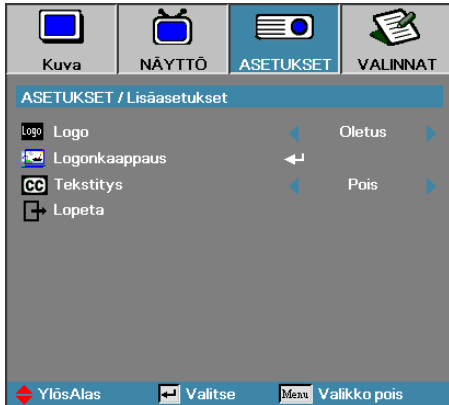 Kuva NÄYTTÖ ASETUKSET VALINNAT
ASETUKSET / Lisäasetukset
Logo Logo Oletus
Logonkaappaus
CC Tekstitys Pois
Lopeta
YlösAlas Valitse Menu Valikko pois